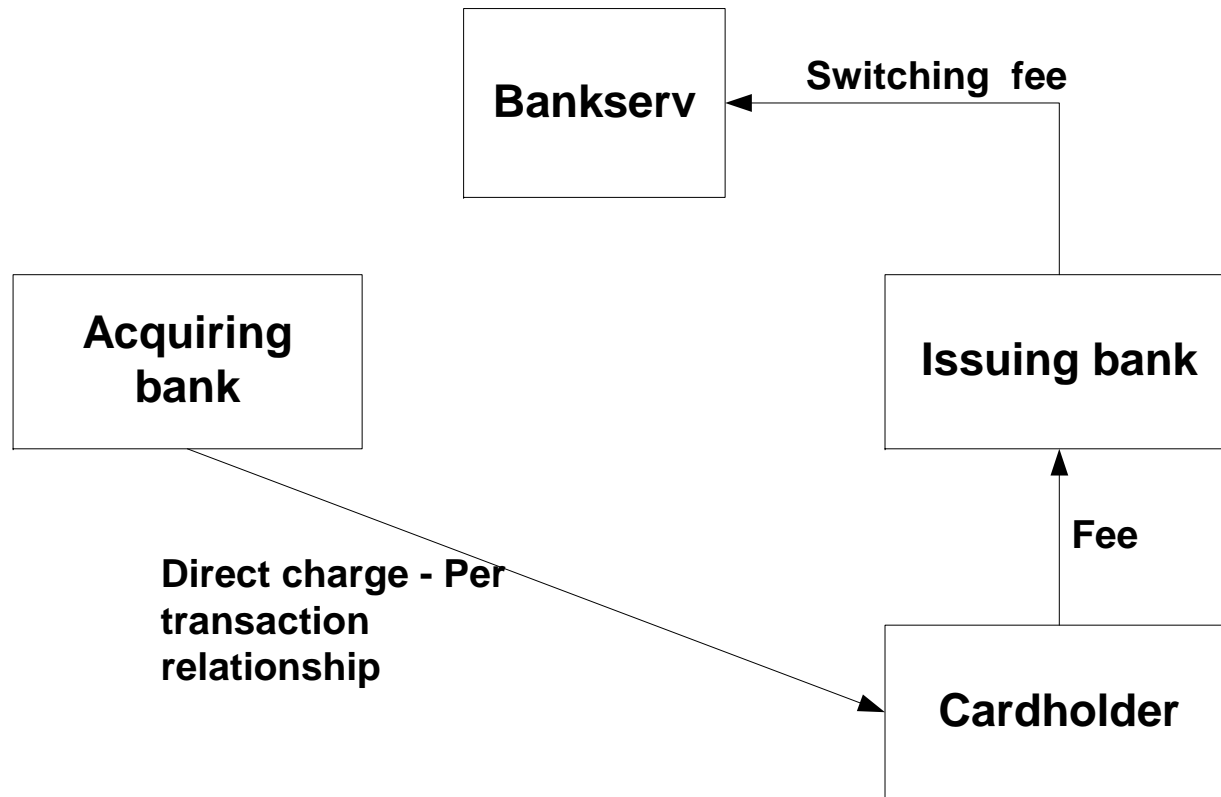 Switching fee
Bankserv
Acquiring
bank
Issuing bank
Fee
Direct charge - Per
transaction
relationship
Cardholder